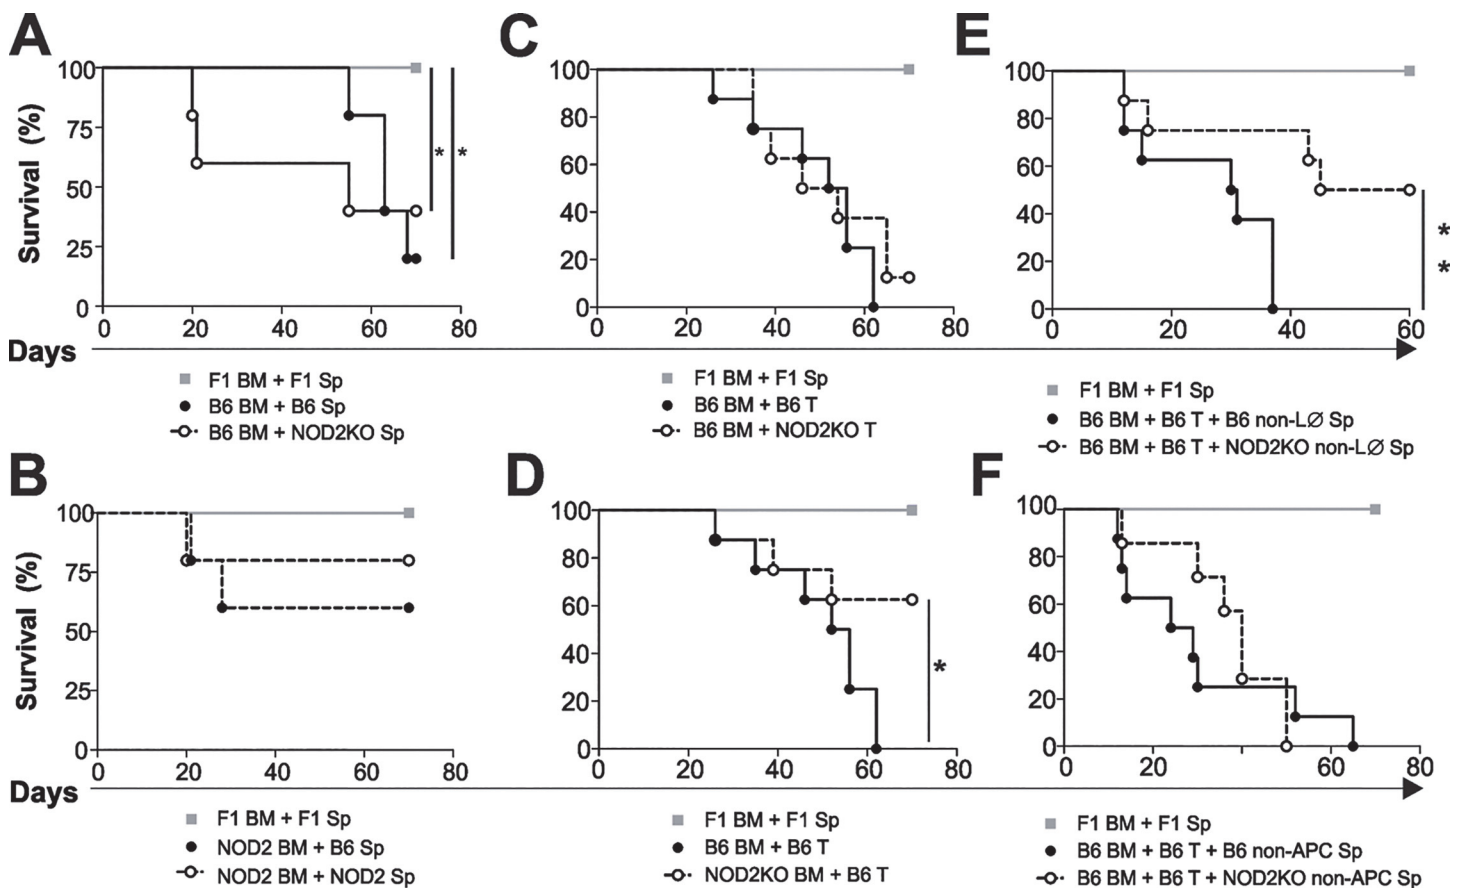 A
C
E
Survival (%)
100
75
50
25
0
0 20 40 60 80
* *
100
80
60
40
20
0
0 20 40 60 80
100
80
60
40
20
0
0 20 40 60
*
*
Days
F1 BM + F1 Sp
B6 BM + B6 Sp
B6 BM + NOD2KO Sp
F1 BM + F1 Sp
B6 BM + B6 T
B6 BM + NOD2KO T
F1 BM + F1 Sp
B6 BM + B6 T + B6 non-LØ Sp
B6 BM + B6 T + NOD2KO non-LØ Sp
B
D
F
Survival (%)
100
75
50
25
0
0 20 40 60 80
100
80
60
40
20
0
0 20 40 60 80
*
100
80
60
40
20
0
0 20 60 80
Days
F1 BM + F1 Sp
NOD2 BM + B6 Sp
NOD2 BM + NOD2 Sp
F1 BM + F1 Sp
B6 BM + B6 T
NOD2KO BM + B6 T
F1 BM + F1 Sp
B6 BM + B6 T + B6 non-APC Sp
B6 BM + B6 T + NOD2KO non-APC Sp